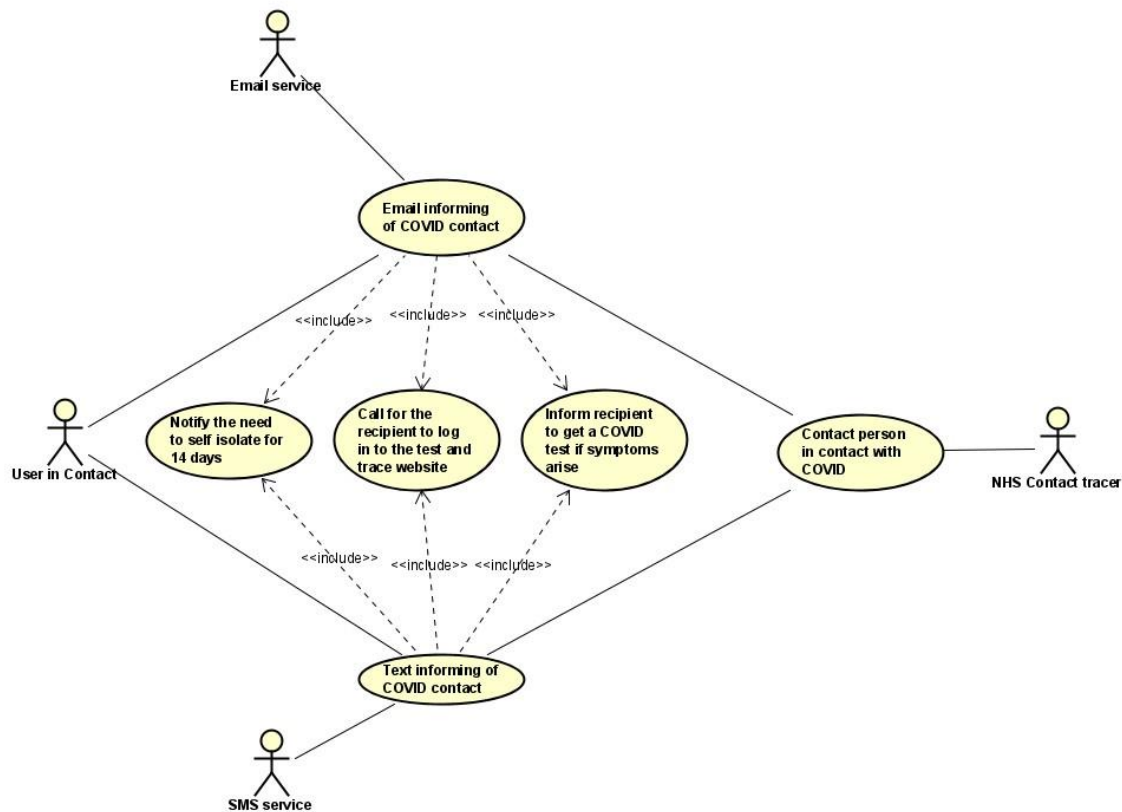 Email service
Email informing
of COVID contact
<<include>>
<<include>>
<<include>>
Notify the need
to self isolate for
14 days
Call for the
recipient to log
in to the test and
trace website
Inform recipient
to get a COVID
test if symptoms
arise
Contact person
in contact with
COVID
User in Contact
NHS Contact tracer
<<include>>
<<include>>
<<include>>
Text informing of
COVID contact
SMS service